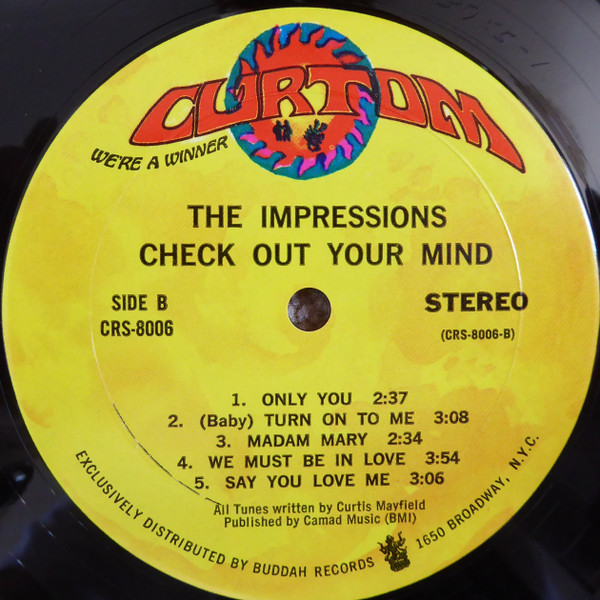 CURTOM
WE'RE A WINNER
THE IMPRESSIONS
CHECK OUT YOUR MIND
SIDE B
CRS-8006
STEREO
(CRS-8006-B)
1. ONLY YOU 2:37
2. (Baby) TURN ON TO ME 3:08
3. MADAM MARY 2:34
4. WE MUST BE IN LOVE 3:54
5. SAY YOU LOVE ME 3:06
All Tunes written by Curtis Mayfield
Published by Camad Music (BMI)
EXCLUSIVELY DISTRIBUTED BY BUDDAH RECORDS 1650 BROADWAY, N.Y.C.